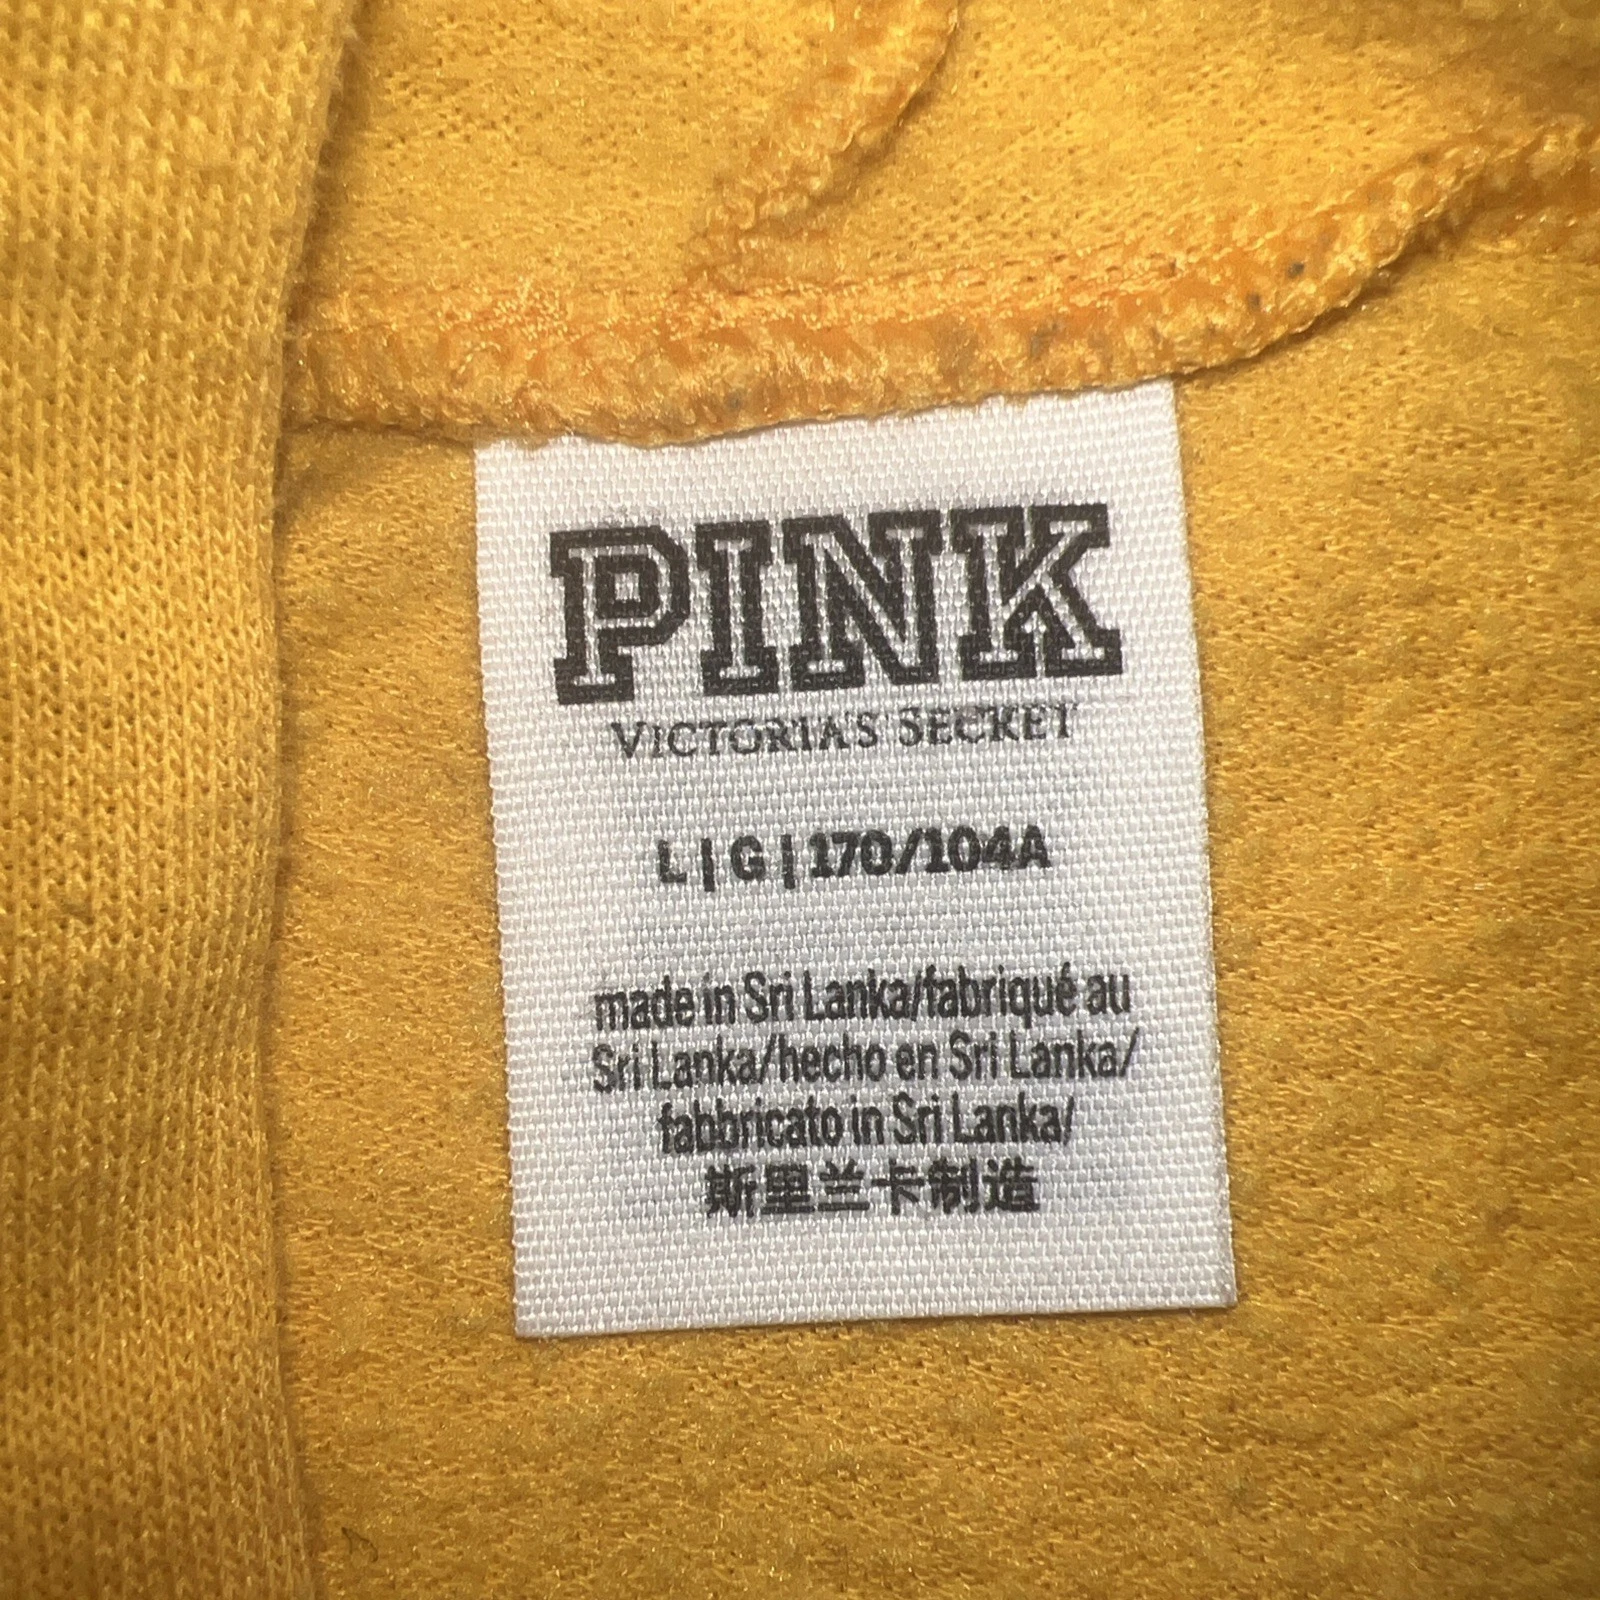 PINK
VICTORIA'S SECRET
L | G | 170/104A
made in Sri Lanka/fabriqué au
Sri Lanka/hecho en Sri Lanka/
fabbricato in Sri Lanka/
斯里兰卡制造